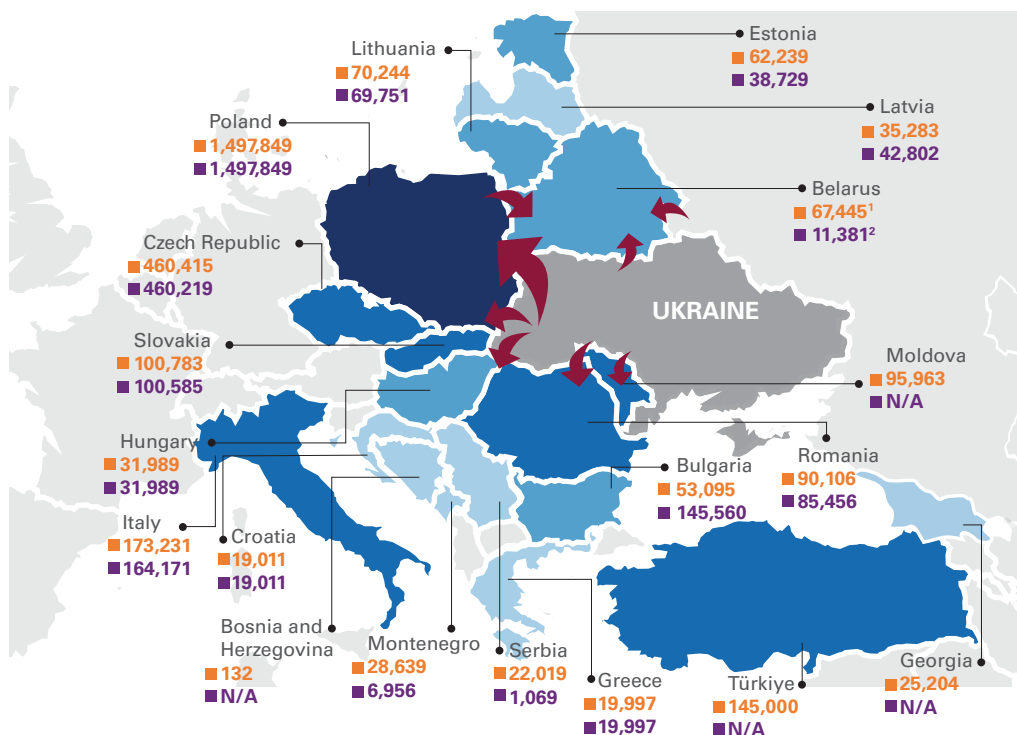 Estonia
62,239
38,729
Lithuania
70,244
69,751
Latvia
35,283
42,802
Poland
1,497,849
1,497,849
Belarus
67,445¹
11,381²
Czech Republic
460,415
460,219
UKRAINE
Slovakia
100,783
100,585
Moldova
95,963
N/A
Hungary
31,989
31,989
Romania
90,106
85,456
Bulgaria
53,095
145,560
Italy
173,231
164,171
Croatia
19,011
19,011
Bosnia and
Herzegovina
132
N/A
Montenegro
28,639
6,956
Serbia
22,019
1,069
Greece
19,997
19,997
Türkiye
145,000
N/A
Georgia
25,204
N/A